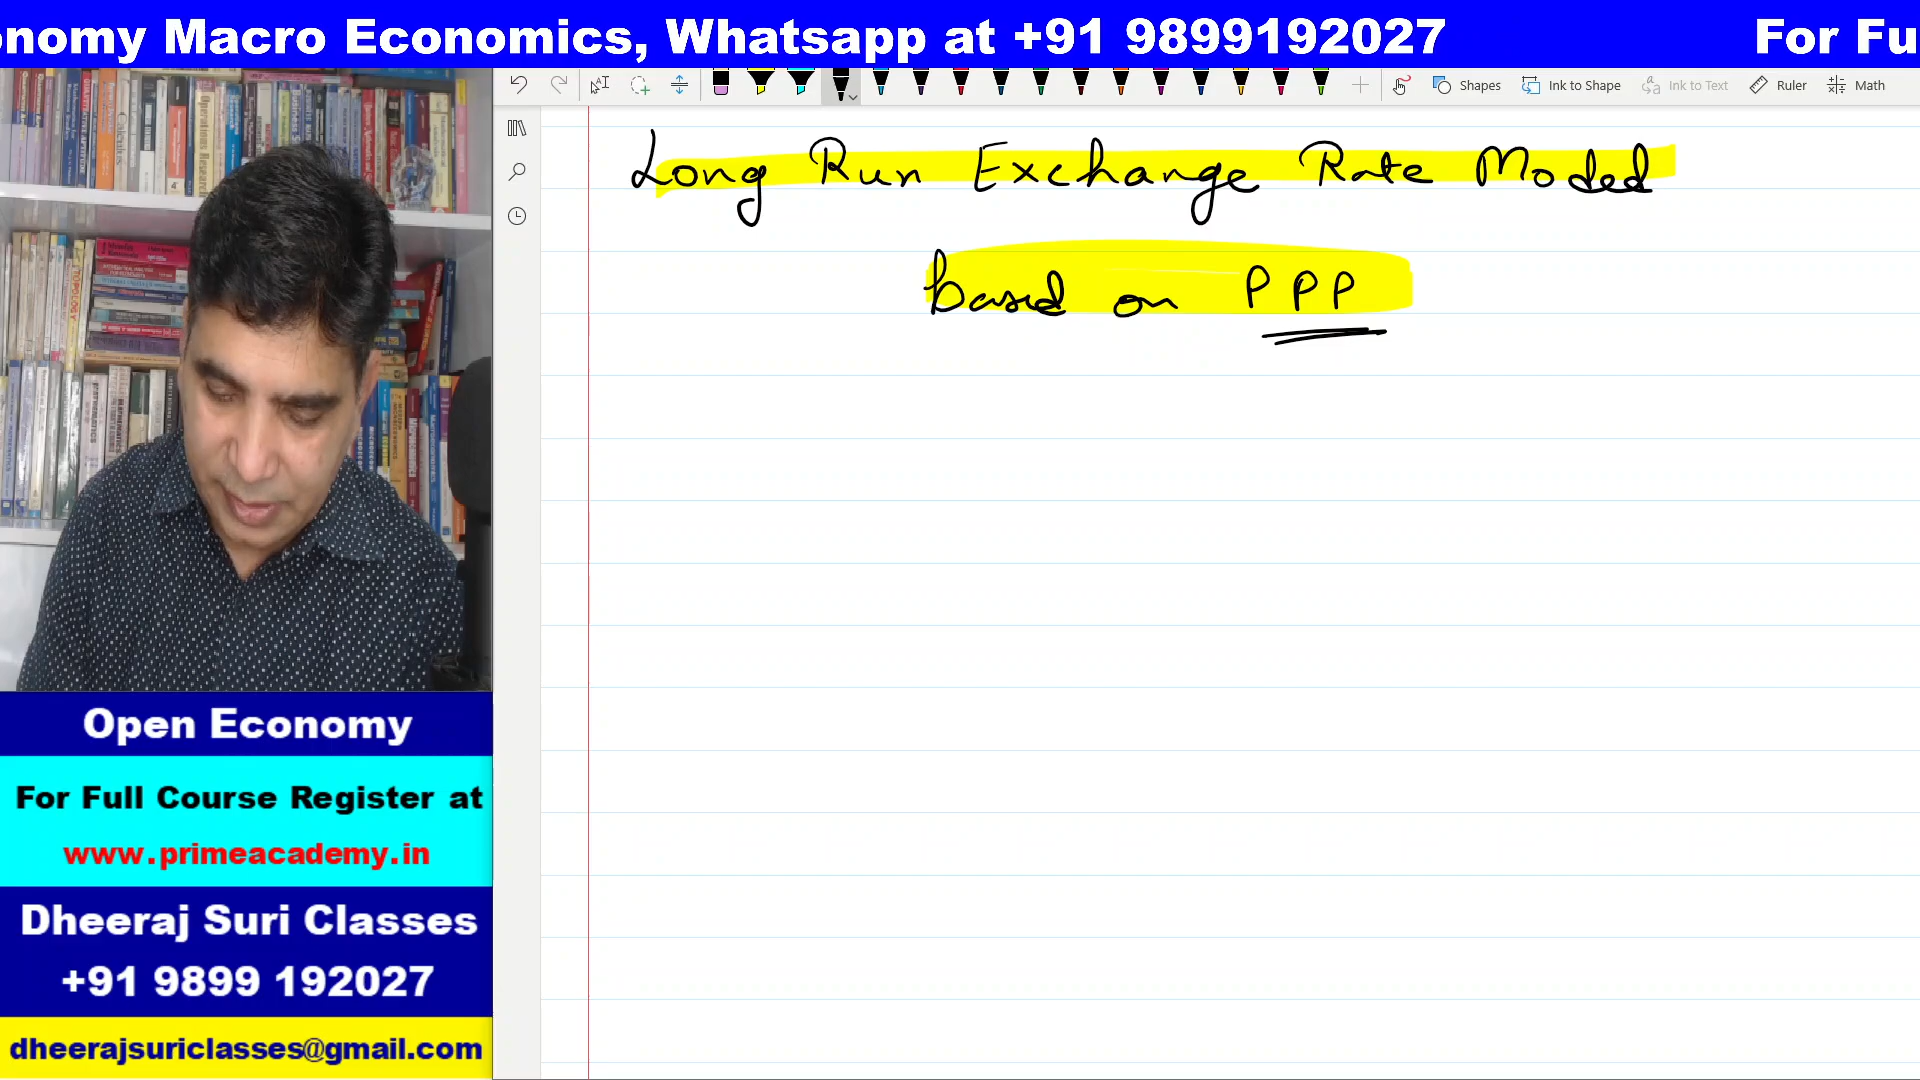 onomy Macro Economics, Whatsapp at +91 9899192027 For Fu
Shapes Ink to Shape Ink to Text Ruler Math
Long Run Exchange Rate Model
based on PPP
Open Economy
For Full Course Register at
www.primeacademy.in
Dheeraj Suri Classes
+91 9899 192027
dheerajsuriclasses@gmail.com